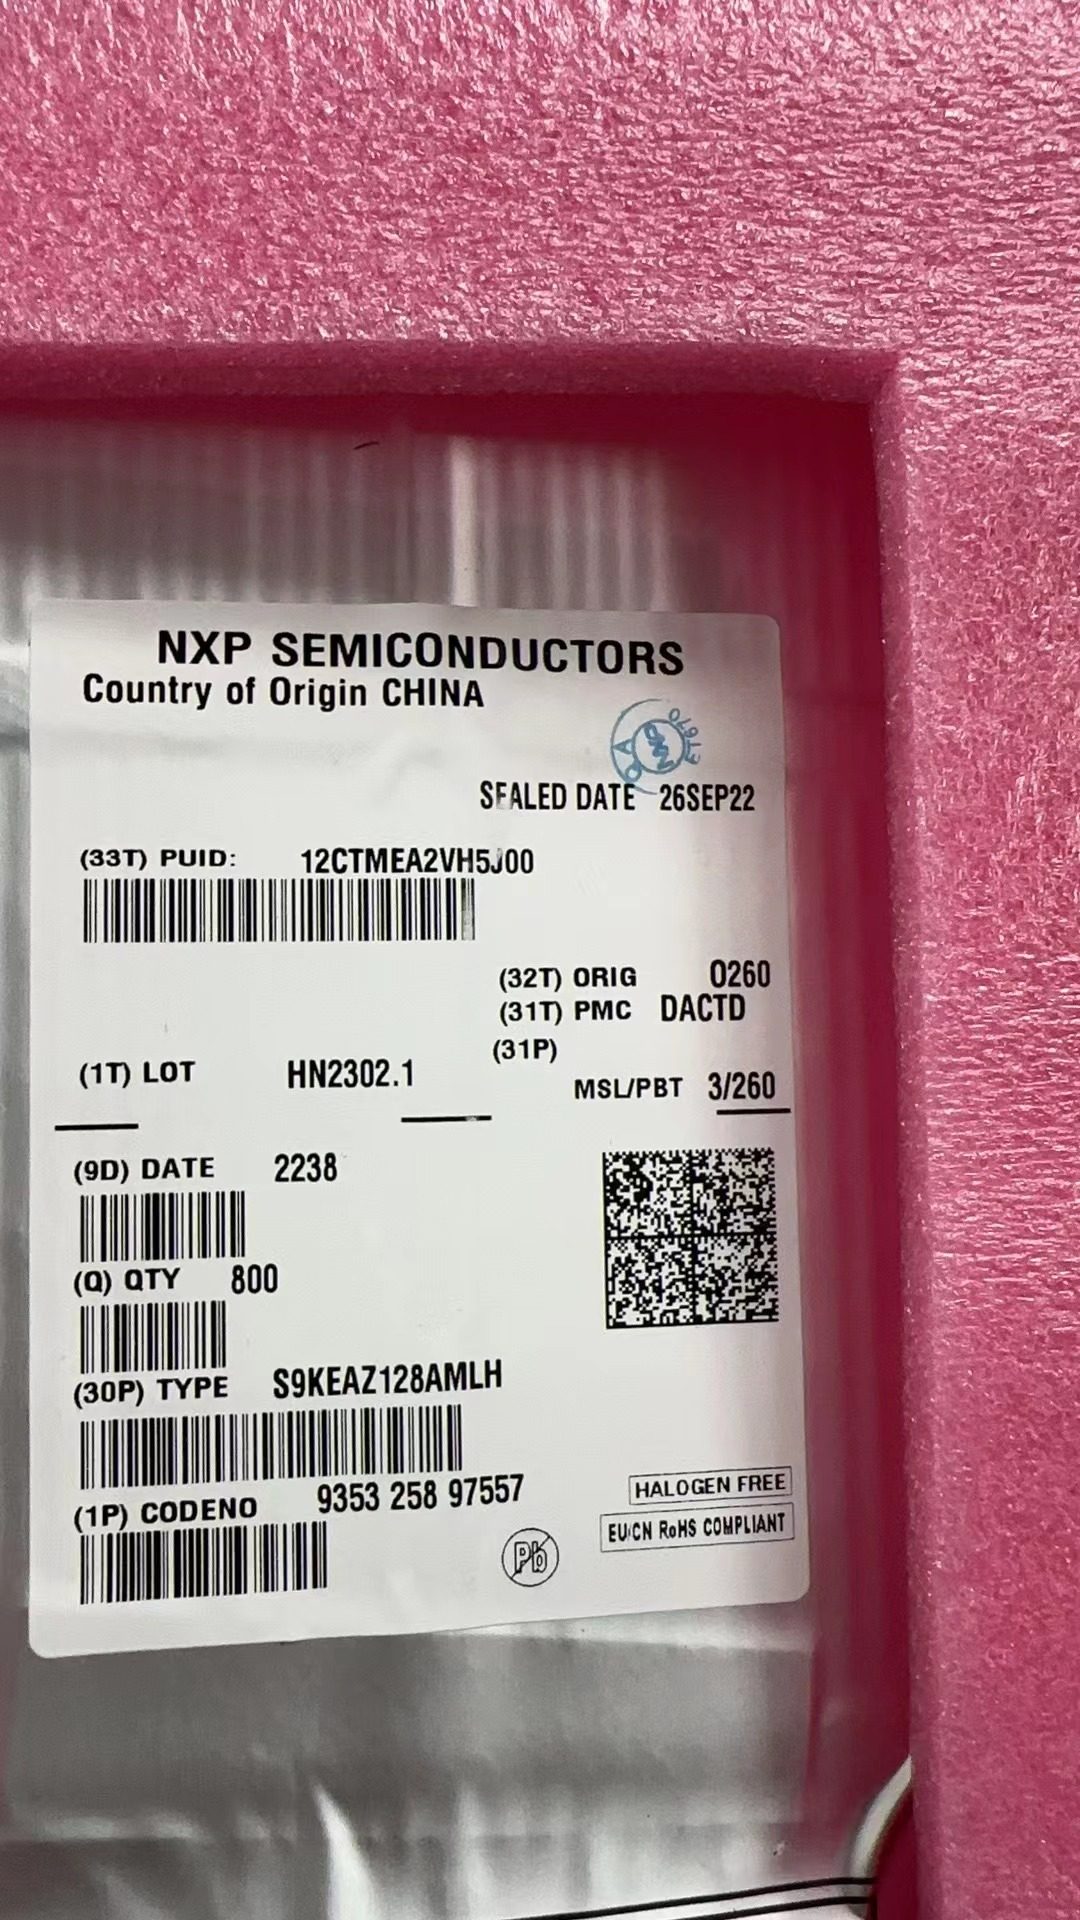 NXP SEMICONDUCTORS
Country of Origin CHINA
QA
SEALED DATE 26SEP22
(33T) PUID: 12CTMEA2VH5J00
(32T) ORIG 0260
(31T) PMC DACTD
(31P)
(1T) LOT HN2302.1
MSL/PBT 3/260
(9D) DATE 2238
(Q) QTY 800
(30P) TYPE S9KEAZ128AMLH
(1P) CODENO 9353 258 97557
HALOGEN FREE
EU/CN RoHS COMPLIANT
Pb